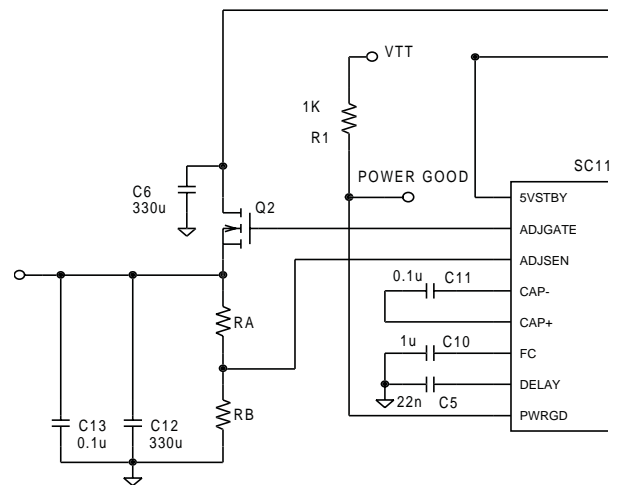 VTT
1K
R1
SC11
POWER GOOD
C6
330u
Q2
5VSTBY
ADJGATE
ADJSEN
0.1u C11
CAP-
CAP+
RA
1u C10
FC
DELAY
22n C5
PWRGD
RB
C13
0.1u
C12
330u